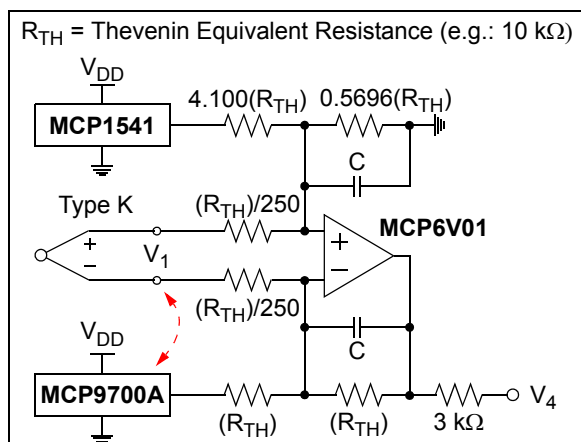 R_TH = Thevenin Equivalent Resistance (e.g.: 10 kΩ)
V_DD
4.100(R_TH)
0.5696(R_TH)
MCP1541
C
Type K
(R_TH)/250
MCP6V01
+
+
−
V_1
−
(R_TH)/250
V_DD
C
MCP9700A
(R_TH)
(R_TH)
3 kΩ
V_4